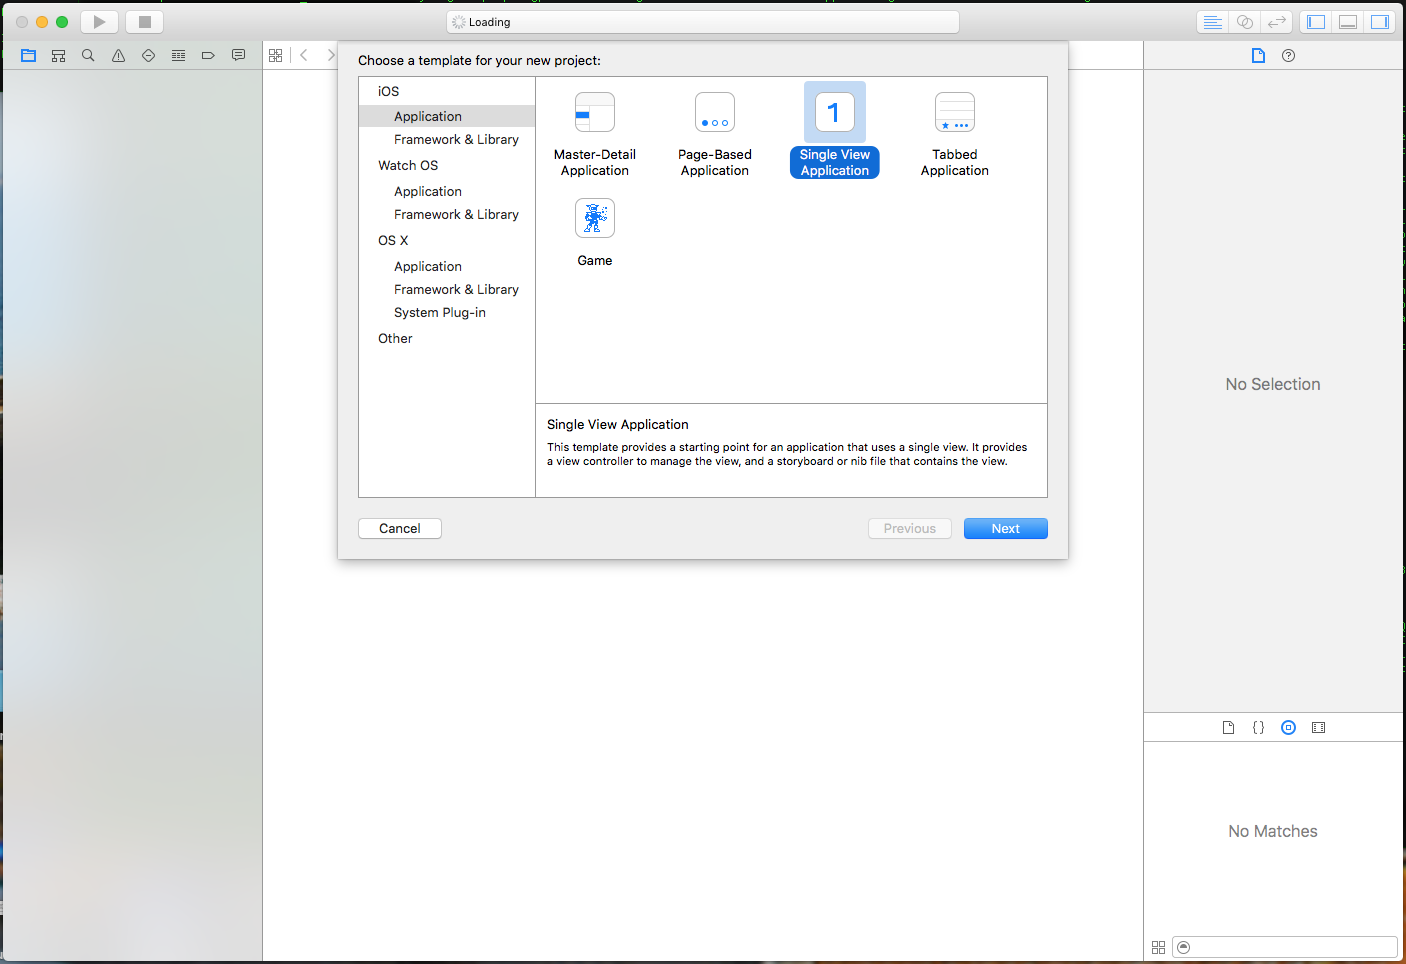 Loading
Choose a template for your new project:
iOS
Application
Framework & Library
Watch OS
Application
Framework & Library
OS X
Application
Framework & Library
System Plug-in
Other
Master-Detail
Application
Page-Based
Application
1
Single View
Application
Tabbed
Application
Game
Single View Application
This template provides a starting point for an application that uses a single view. It provides
a view controller to manage the view, and a storyboard or nib file that contains the view.
Cancel
Previous
Next
No Selection
{ }
No Matches